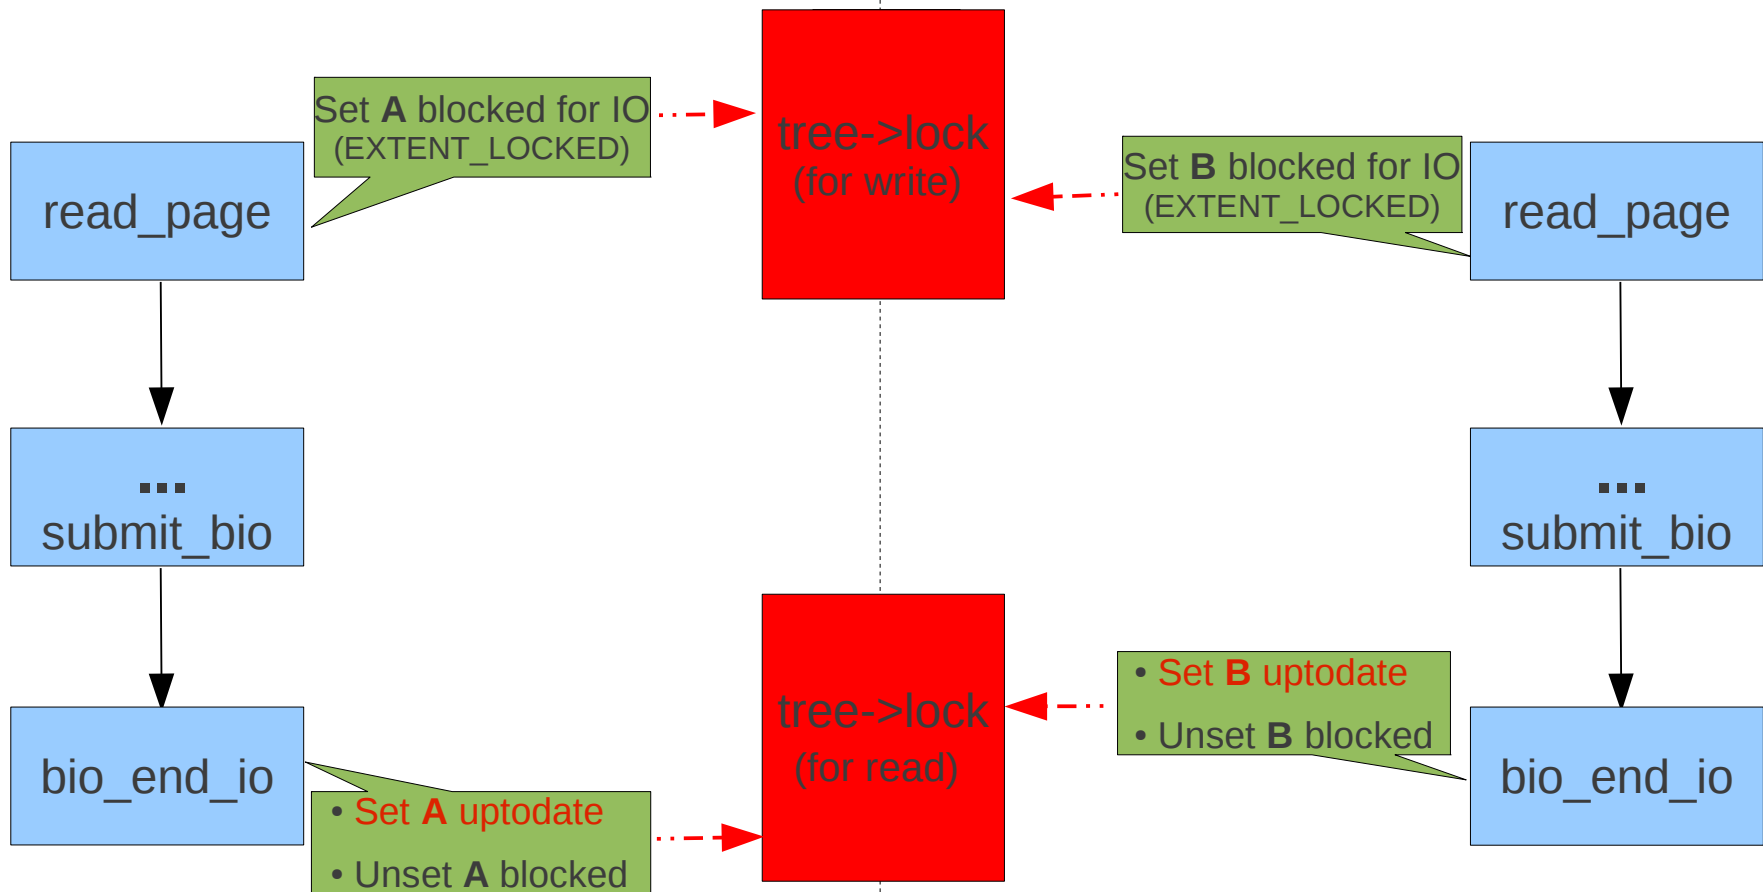 Set A blocked for IO
(EXTENT_LOCKED)
read_page
tree->lock
(for write)
Set B blocked for IO
(EXTENT_LOCKED)
read_page
...
submit_bio
...
submit_bio
bio_end_io
• Set A uptodate
• Unset A blocked
tree->lock
(for read)
• Set B uptodate
• Unset B blocked
bio_end_io